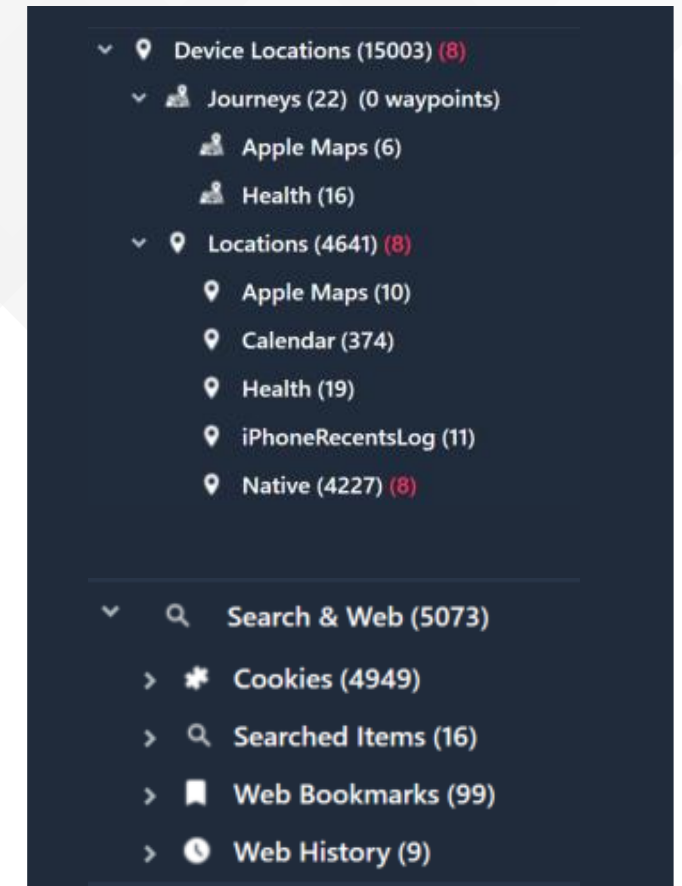 Device Locations (15003) (8)
Journeys (22) (0 waypoints)
Apple Maps (6)
Health (16)
Locations (4641) (8)
Apple Maps (10)
Calendar (374)
Health (19)
iPhoneRecentsLog (11)
Native (4227) (8)
Search & Web (5073)
Cookies (4949)
Searched Items (16)
Web Bookmarks (99)
Web History (9)